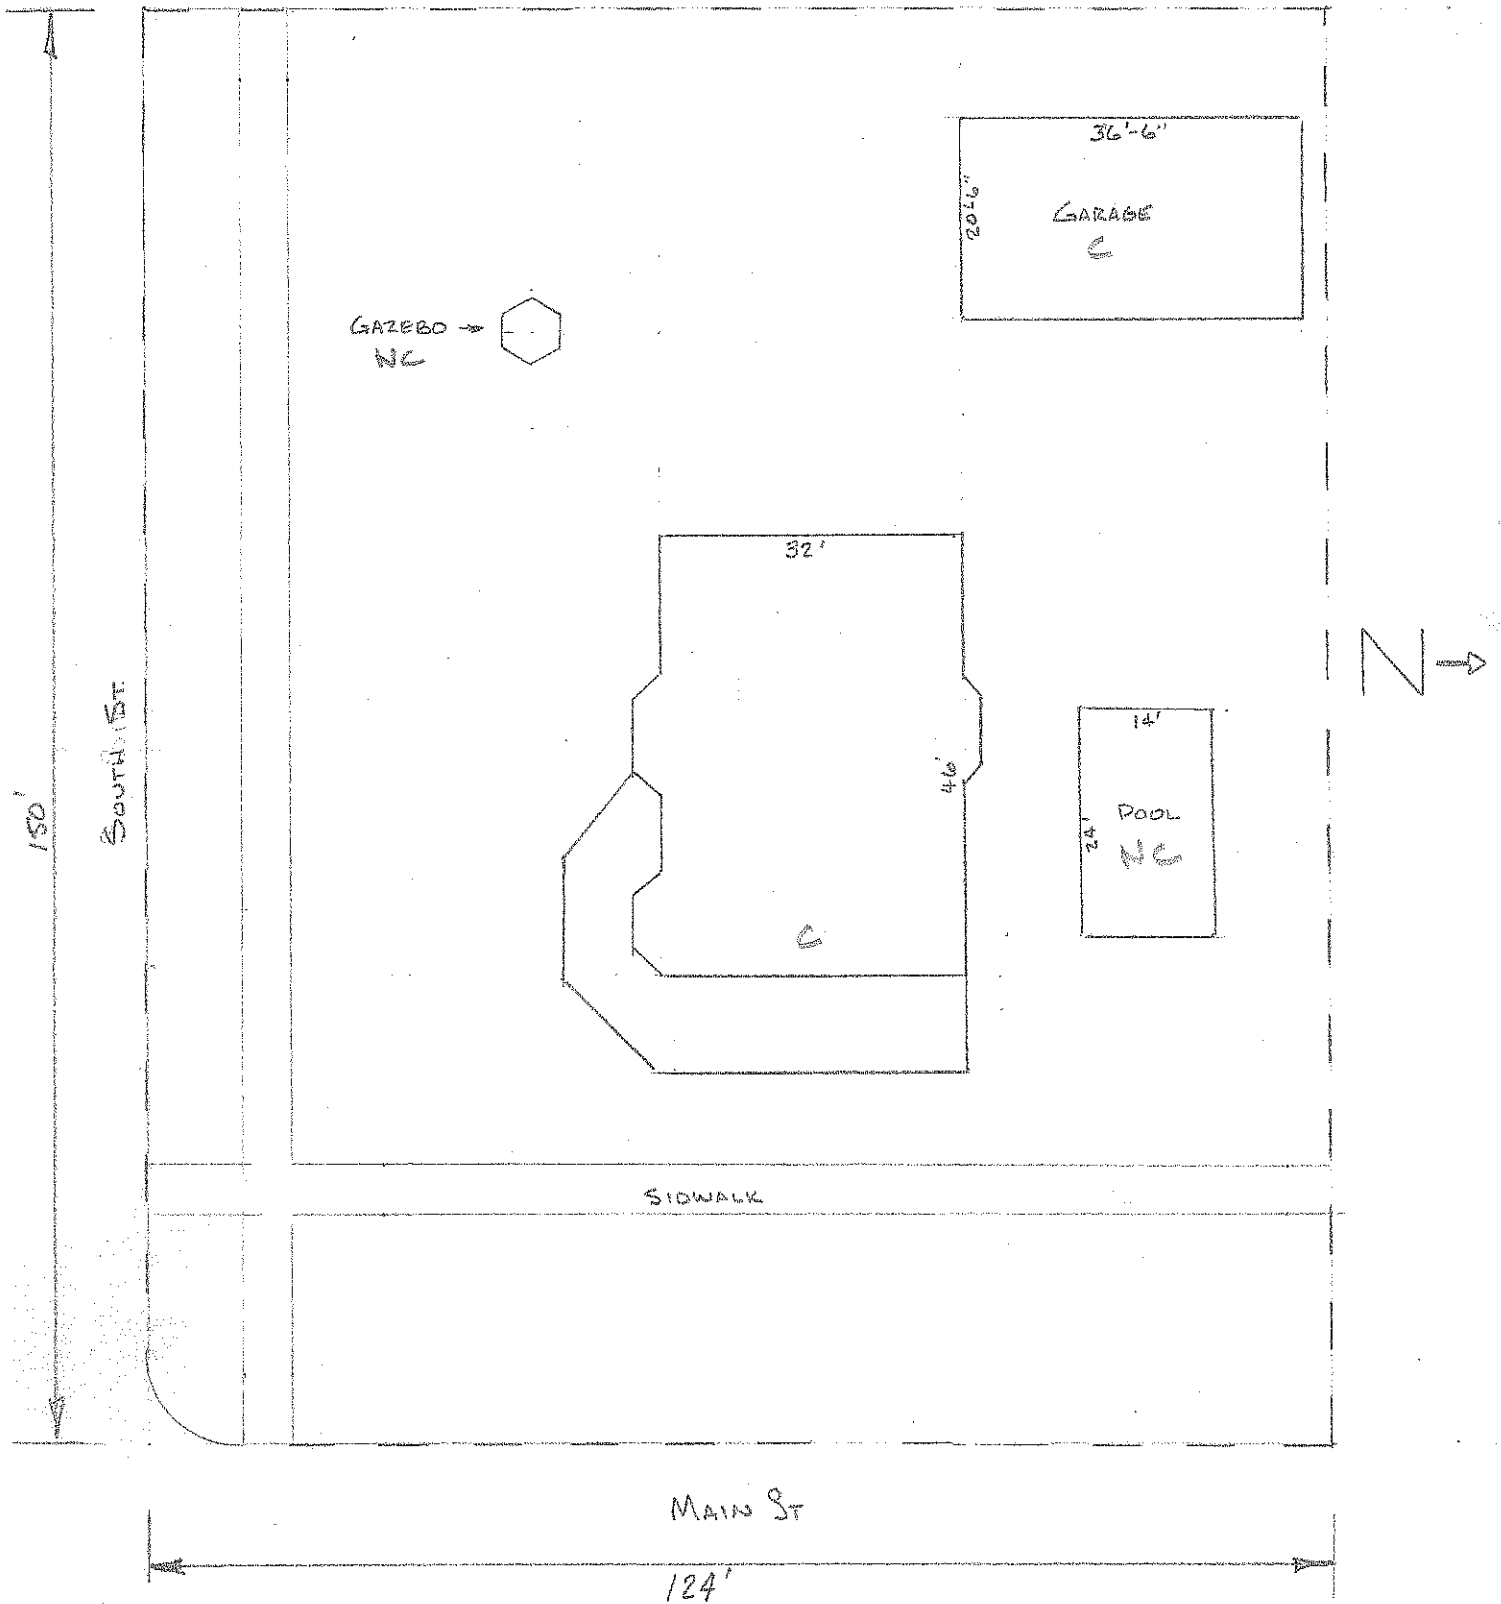 36'-6"
20'-6"
GARAGE
C
GAZEBO
NC
32'
N
SOUTH ST.
150'
14'
46'
24'
POOL
NC
C
SIDWALK
MAIN ST
124'